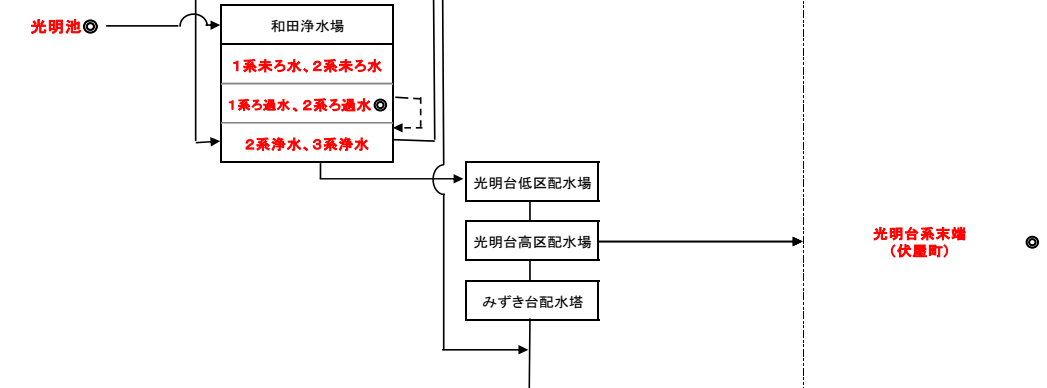 光明池◎
和田浄水場
1系未ろ水、2系未ろ水
1系ろ過水、2系ろ過水◎
2系浄水、3系浄水
光明台低区配水場
光明台高区配水場
みずき台配水塔
光明台系末端
(伏屋町)
◎